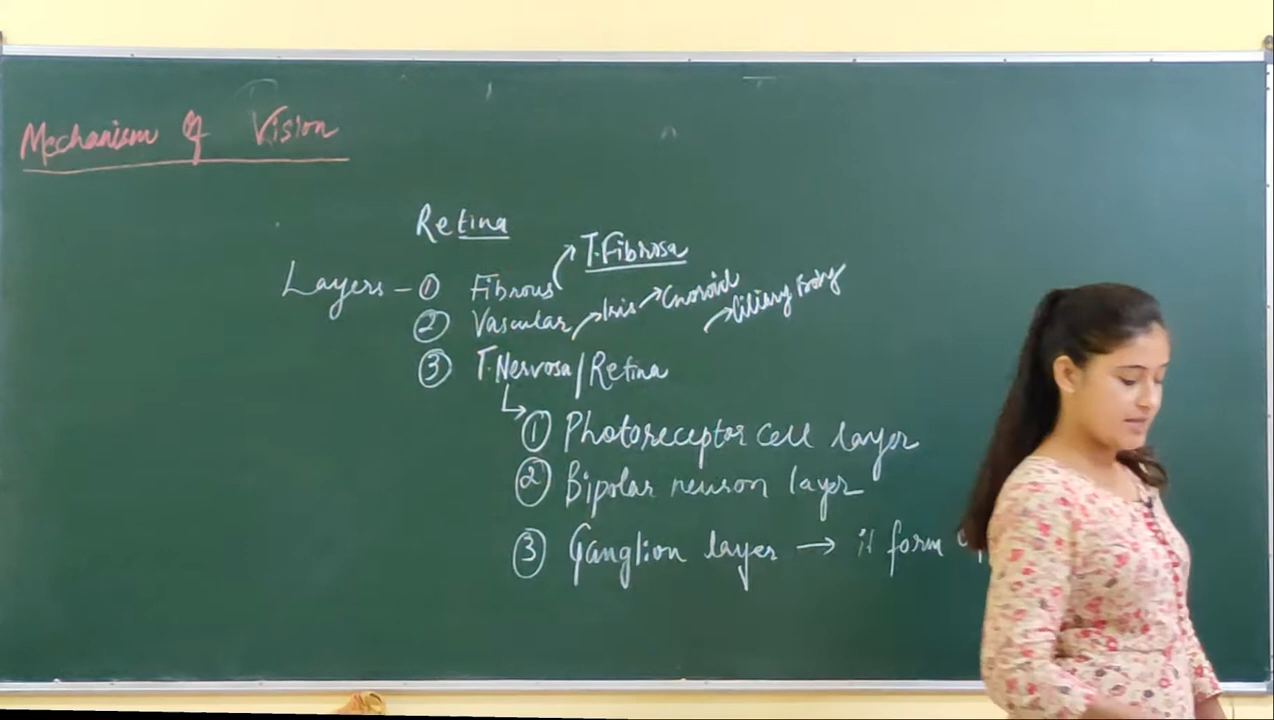 Mechanism of Vision
Retina
T.Fibrosa
Layers - ① Fibrous
② Vascular Iris Choroid Ciliary Body
③ T.Nervosa/Retina
① Photoreceptor cell layer
② Bipolar neuron layer
③ Ganglion layer → it form